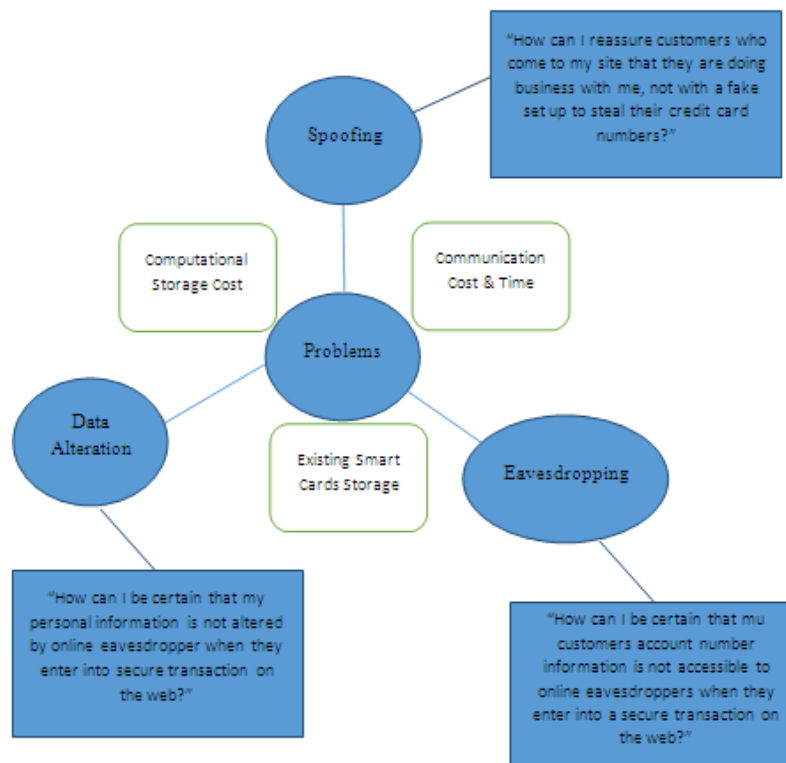 “How can I reassure customers who
come to my site that they are doing
business with me, not with a fake
set up to steal their credit card
numbers?”
Spoofing
Computational
Storage Cost
Communication
Cost & Time
Problems
Data
Alteration
Existing Smart
Cards Storage
Eavesdropping
“How can I be certain that my
personal information is not altered
by online eavesdropper when they
enter into secure transaction on
the web?”
“How can I be certain that mu
customers account number
information is not accessible to
online eavesdroppers when they
enter into a secure transaction on
the web?”